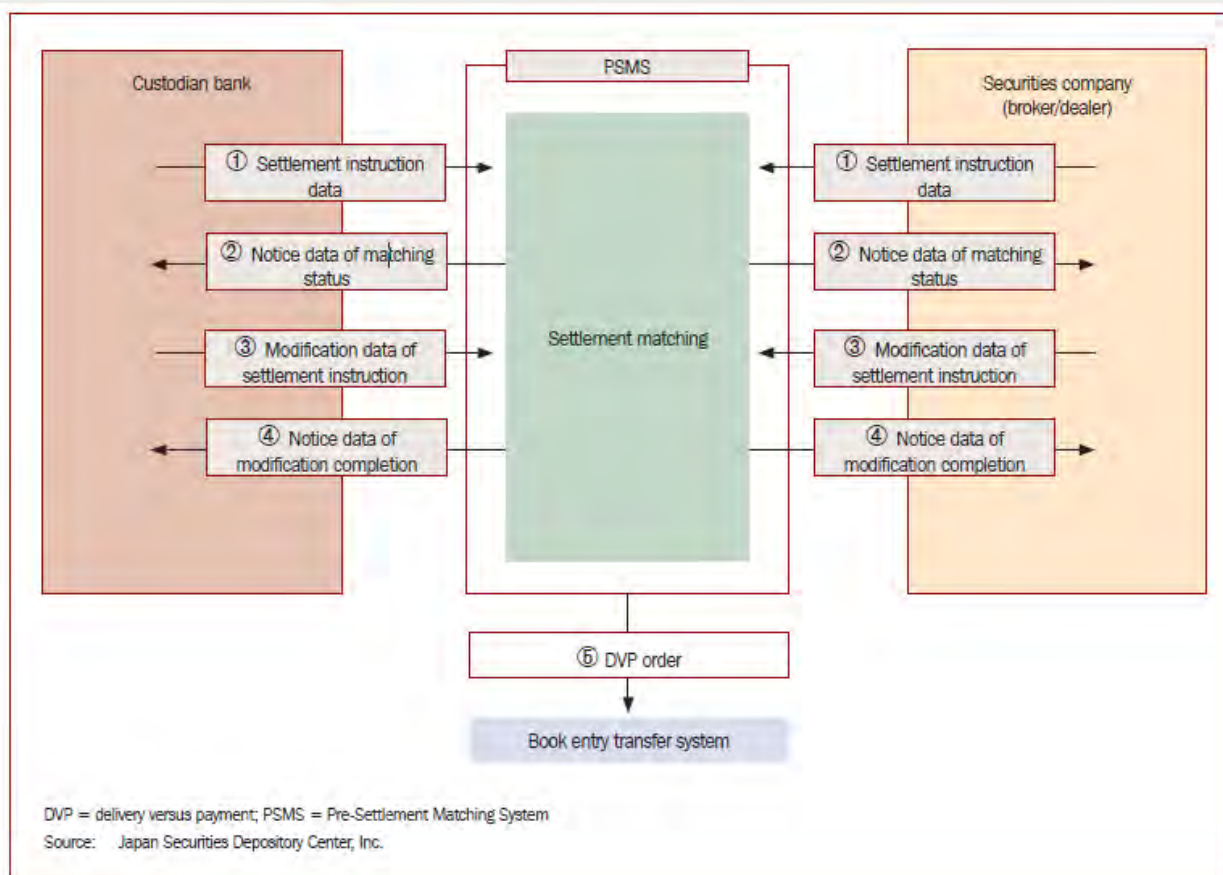 PSMS
Custodian bank
Securities company
(broker/dealer)
① Settlement instruction
data
① Settlement instruction
data
② Notice data of matching
status
② Notice data of matching
status
Settlement matching
③ Modification data of
settlement instruction
③ Modification data of
settlement instruction
④ Notice data of
modification completion
④ Notice data of
modification completion
⑤ DVP order
Book entry transfer system
DVP = delivery versus payment; PSMS = Pre-Settlement Matching System
Source: Japan Securities Depository Center, Inc.